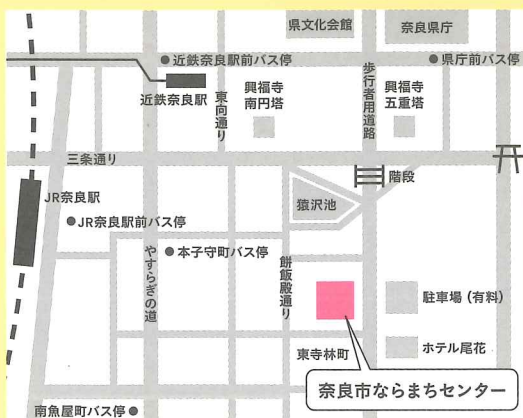 県文化会館
奈良県庁
近鉄奈良駅前バス停
県庁前バス停
近鉄奈良駅
東向通り
興福寺
南円塔
歩行者用道路
興福寺
五重塔
三条通り
階段
JR奈良駅
猿沢池
JR奈良駅前バス停
やすらぎの道
本子守町バス停
餅飯殿通り
駐車場（有料）
東寺林町
ホテル尾花
奈良市ならまちセンター
南魚屋町バス停